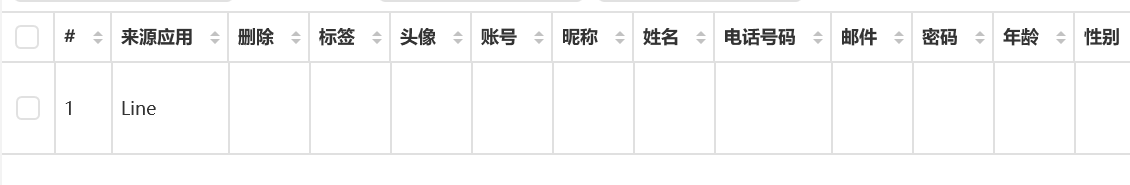 # 来源应用 删除 标签 头像 账号 昵称 姓名 电话号码 邮件 密码 年龄 性别
1 Line